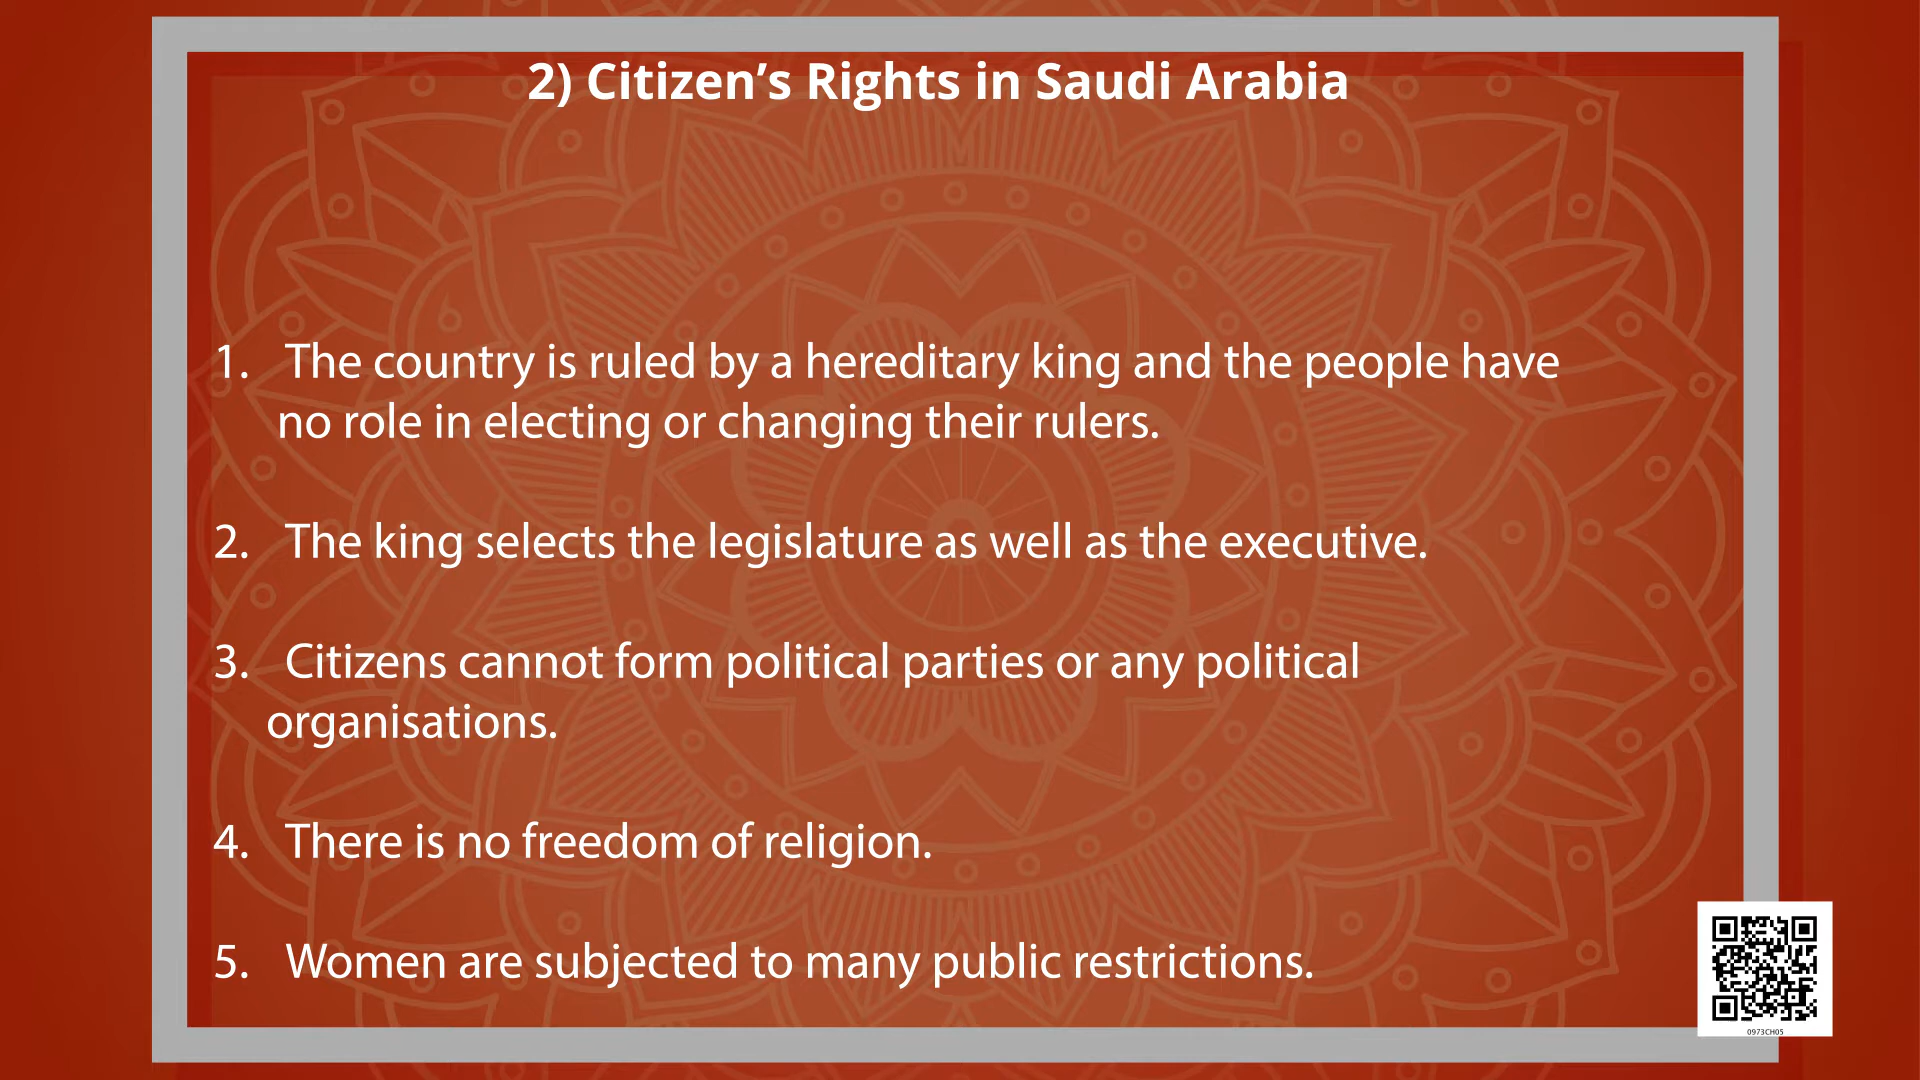 2) Citizen’s Rights in Saudi Arabia
1. The country is ruled by a hereditary king and the people have
no role in electing or changing their rulers.
2. The king selects the legislature as well as the executive.
3. Citizens cannot form political parties or any political
organisations.
4. There is no freedom of religion.
5. Women are subjected to many public restrictions.
0973CH05